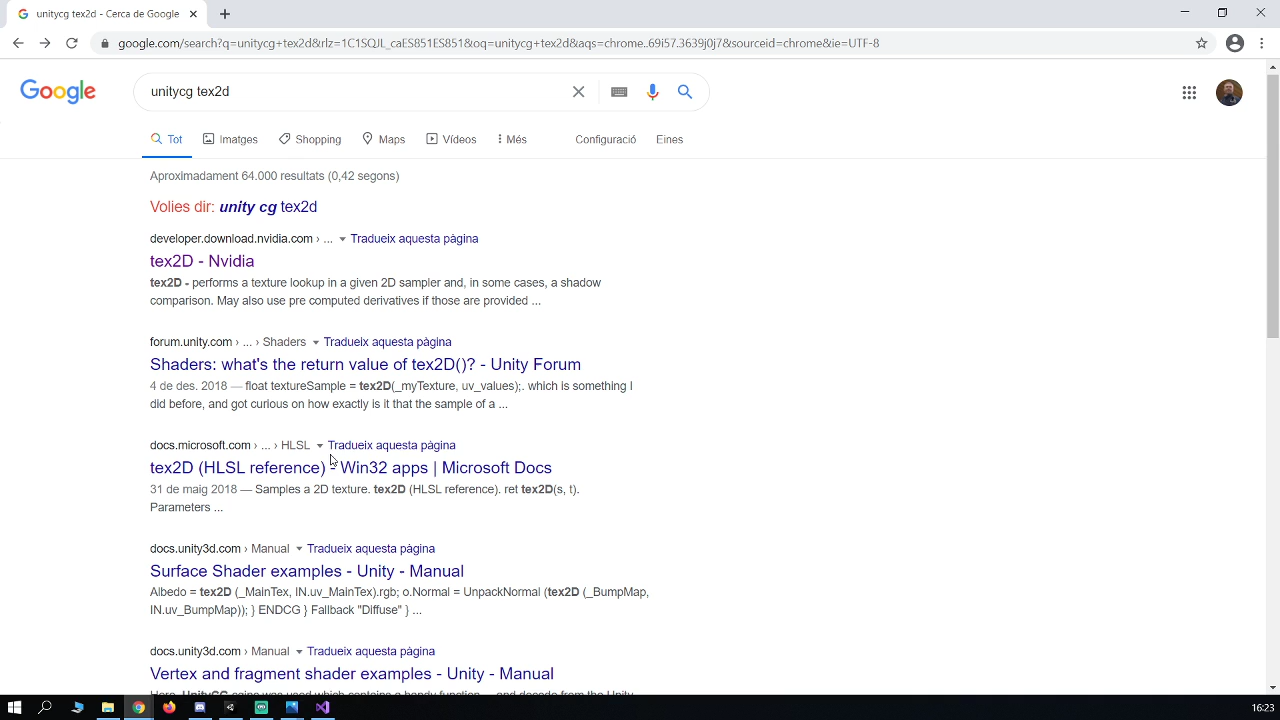 unitycg tex2d - Cerca de Google
google.com/search?q=unitycg+tex2d&rlz=1C1SQJL_caES851ES851&oq=unitycg+tex2d&aqs=chrome..69i57.3639j0j7&sourceid=chrome&ie=UTF-8
Google
unitycg tex2d
Tot Imatges Shopping Maps Vídeos Més Configuració Eines
Aproximadament 64.000 resultats (0,42 segons)
Volies dir: unity cg tex2d
developer.download.nvidia.com › ... Tradueix aquesta pàgina
tex2D - Nvidia
tex2D - performs a texture lookup in a given 2D sampler and, in some cases, a shadow
comparison. May also use pre computed derivatives if those are provided ...
forum.unity.com › ... › Shaders Tradueix aquesta pàgina
Shaders: what's the return value of tex2D()? - Unity Forum
4 de des. 2018 — float textureSample = tex2D(_myTexture, uv_values);. which is something I
did before, and got curious on how exactly is it that the sample of a ...
docs.microsoft.com › ... › HLSL Tradueix aquesta pàgina
tex2D (HLSL reference) - Win32 apps | Microsoft Docs
31 de maig 2018 — Samples a 2D texture. tex2D (HLSL reference). ret tex2D(s, t).
Parameters ...
docs.unity3d.com › Manual Tradueix aquesta pàgina
Surface Shader examples - Unity - Manual
Albedo = tex2D (_MainTex, IN.uv_MainTex).rgb; o.Normal = UnpackNormal (tex2D (_BumpMap,
IN.uv_BumpMap)); } ENDCG } Fallback "Diffuse" } ...
docs.unity3d.com › Manual Tradueix aquesta pàgina
Vertex and fragment shader examples - Unity - Manual
16:23